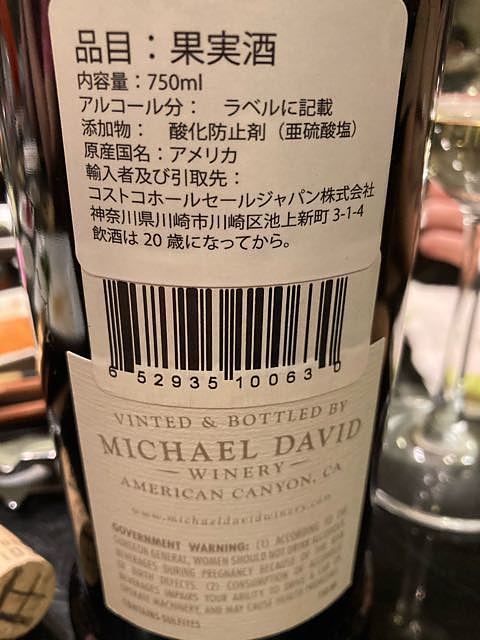 品目：果実酒
内容量：750ml
アルコール分： ラベルに記載
添加物： 酸化防止剤（亜硫酸塩）
原産国名：アメリカ
輸入者及び引取先：
コストコホールセールジャパン株式会社
神奈川県川崎市川崎区池上新町 3-1-4
飲酒は 20 歳になってから。
6 52935 10063 0
VINTED & BOTTLED BY
MICHAEL DAVID
WINERY
AMERICAN CANYON, CA
www.michaeldavidwinery.com
GOVERNMENT WARNING: (1) ACCORDING TO THE
SURGEON GENERAL, WOMEN SHOULD NOT DRINK ALCOHOLIC
BEVERAGES DURING PREGNANCY BECAUSE OF THE RISK
OF BIRTH DEFECTS. (2) CONSUMPTION OF ALCOHOLIC
BEVERAGES IMPAIRS YOUR ABILITY TO DRIVE A CAR OR
OPERATE MACHINERY, AND MAY CAUSE HEALTH
CONTAINS SULFITES